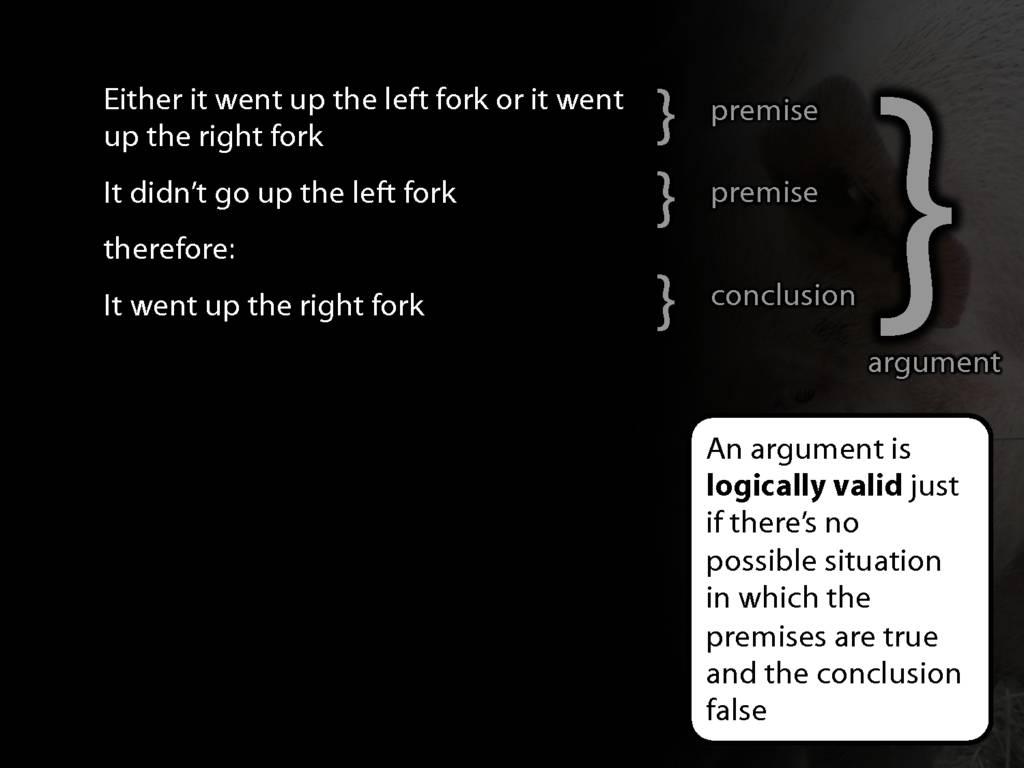 Either it went up the left fork or it went
up the right fork
} premise
It didn’t go up the left fork
} premise
therefore:
It went up the right fork
} conclusion
}
argument
An argument is
logically valid just
if there’s no
possible situation
in which the
premises are true
and the conclusion
false